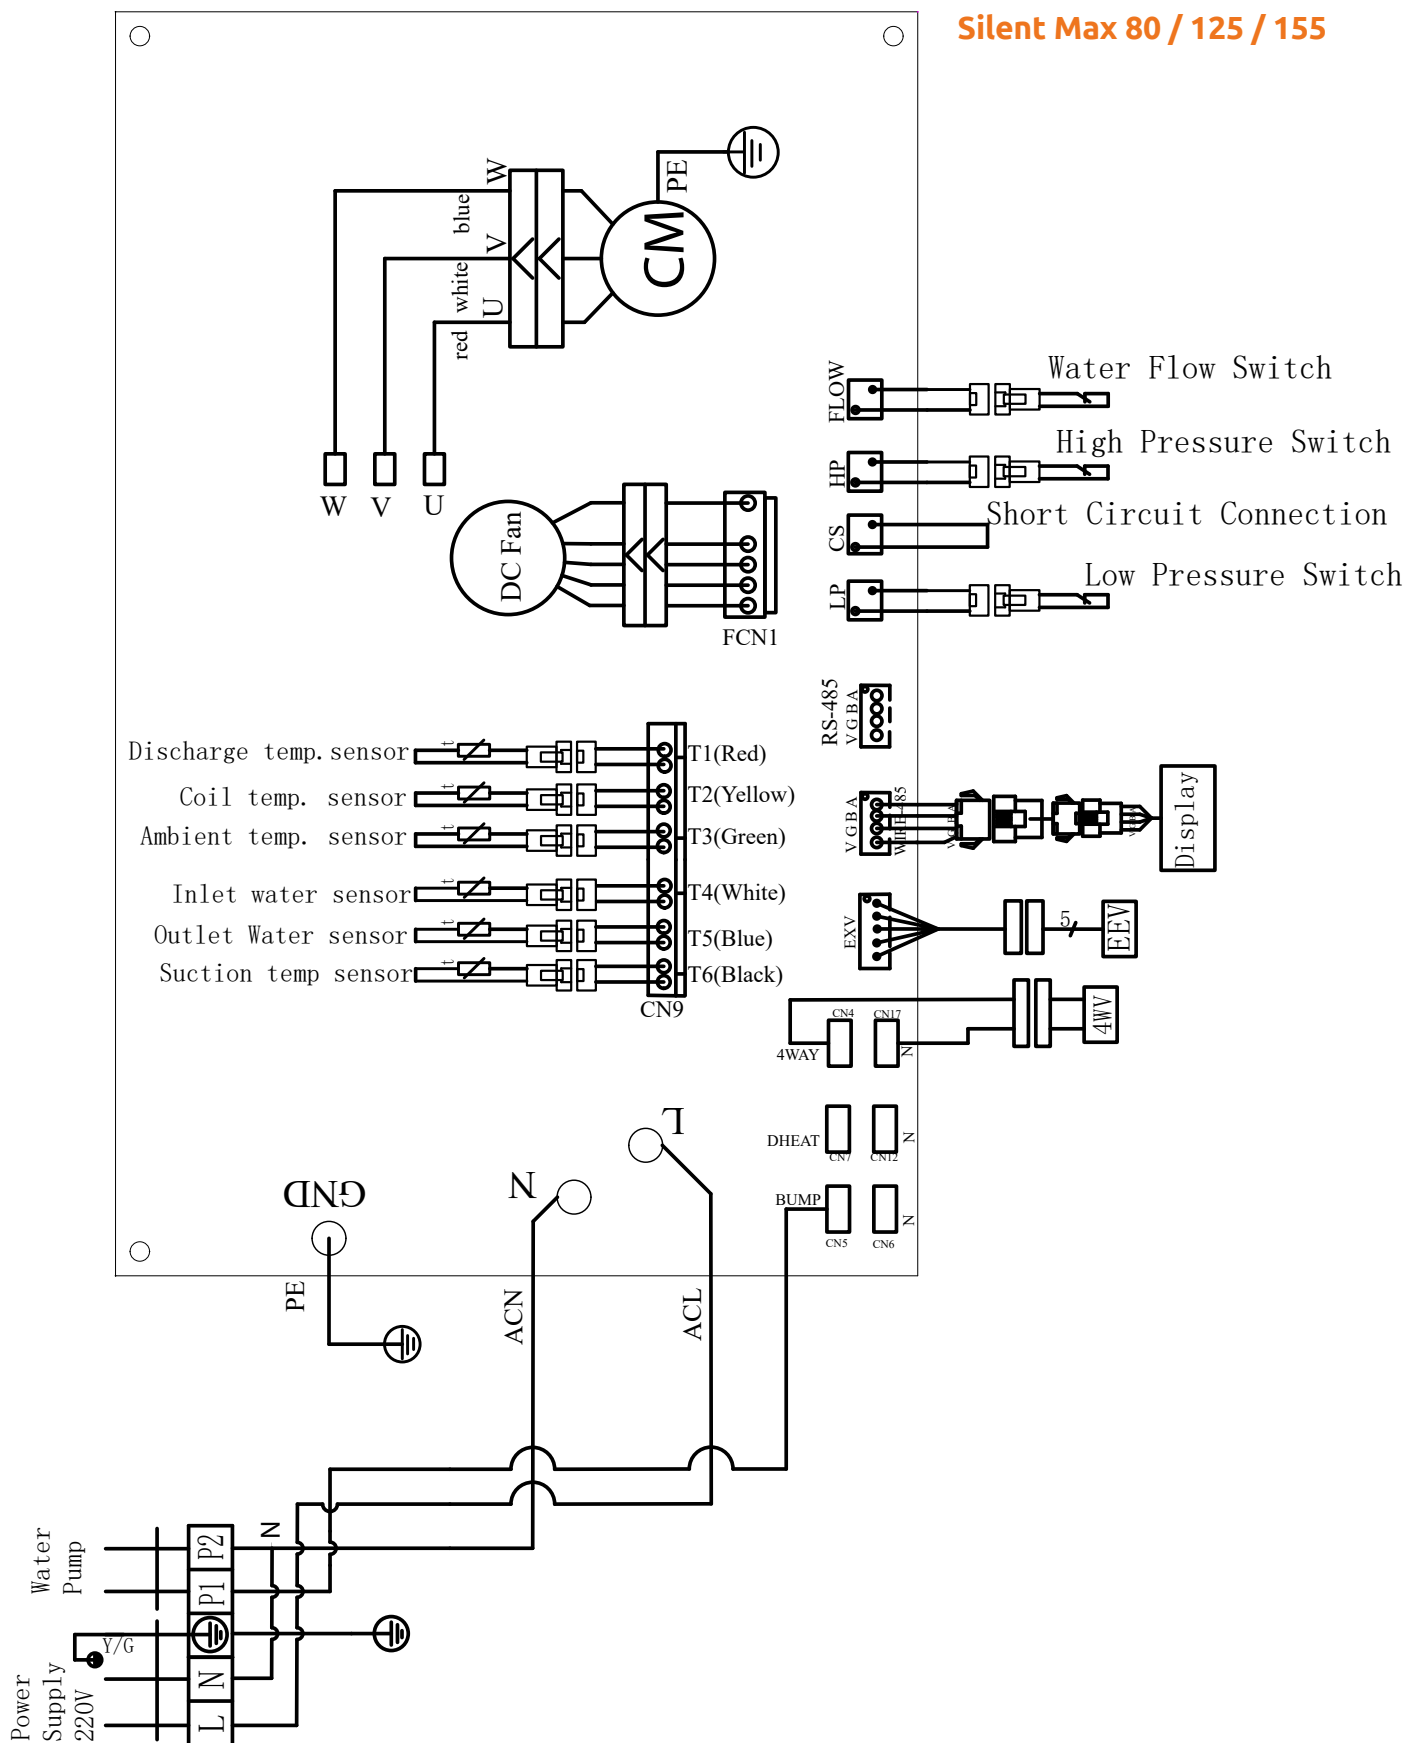 Silent Max 80 / 125 / 155
W
blue
V
white
U
red
CM
PE
W
V
U
DC Fan
FCN1
FLOW
Water Flow Switch
HP
High Pressure Switch
CS
Short Circuit Connection
LP
Low Pressure Switch
RS-485
V G B A
V G B A
WIRE-485
V G B A
V G B A
Display
EXV
5
EEV
4WV
Discharge temp.sensor
t
T1(Red)
Coil temp. sensor
t
T2(Yellow)
Ambient temp. sensor
t
T3(Green)
Inlet water sensor
t
T4(White)
Outlet Water sensor
t
T5(Blue)
Suction temp sensor
t
T6(Black)
CN9
CN4
CN17
4WAY
N
DHEAT
N
CN7
CN12
BUMP
N
CN5
CN6
L
N
GND
PE
ACN
ACL
Water
Pump
P2
N
P1
Y/G
Power
Supply
220V
N
L